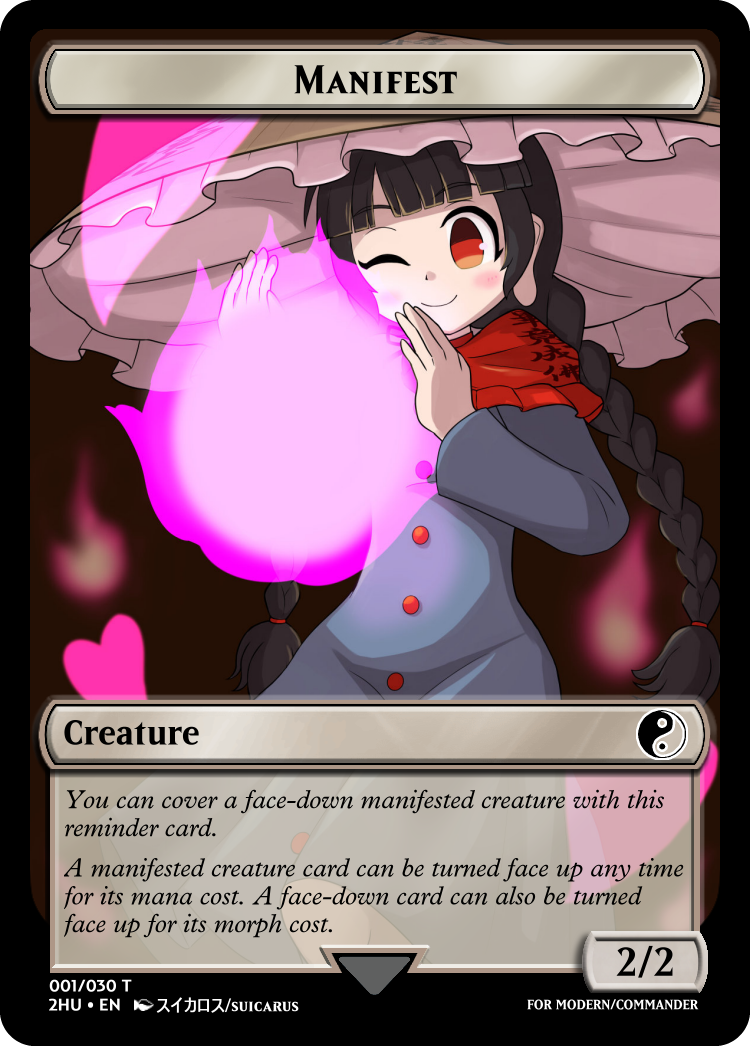 Manifest
Creature
You can cover a face-down manifested creature with this
reminder card.
A manifested creature card can be turned face up any time
for its mana cost. A face-down card can also be turned
face up for its morph cost.
2/2
001/030 T
2HU • EN スイカロス/SUICARUS
FOR MODERN/COMMANDER